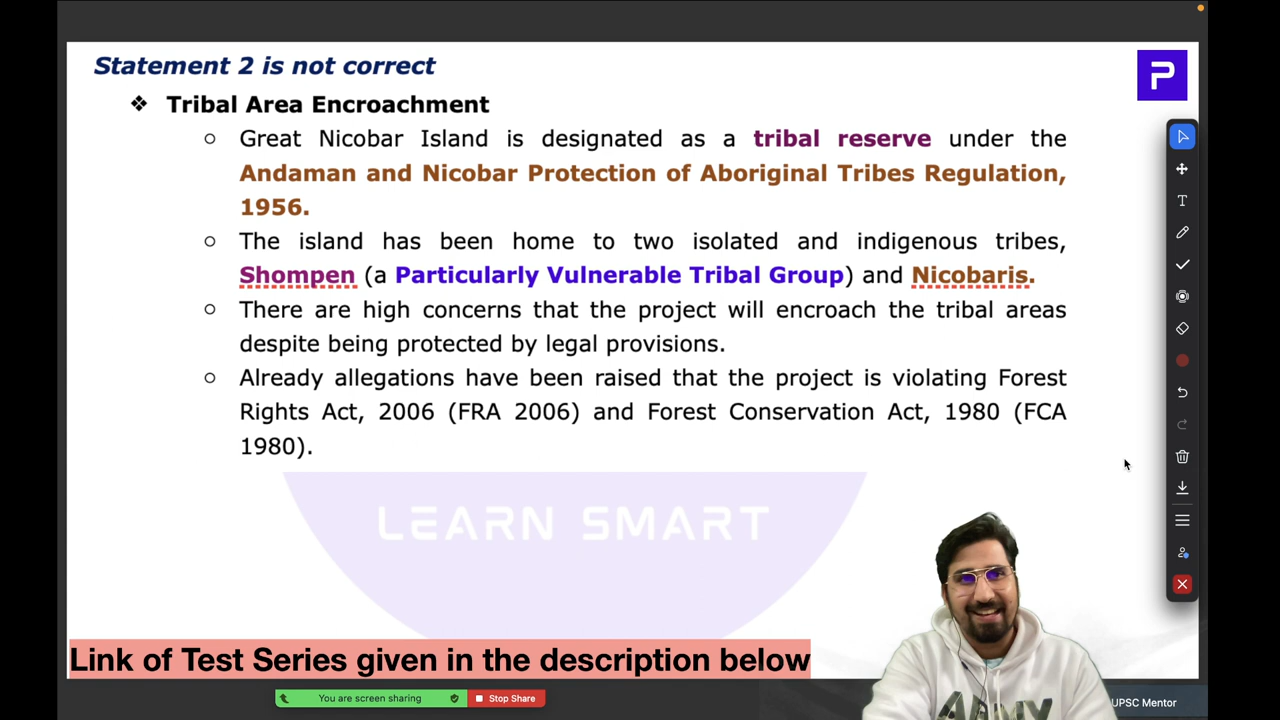 Statement 2 is not correct
❖ Tribal Area Encroachment
○ Great Nicobar Island is designated as a tribal reserve under the
Andaman and Nicobar Protection of Aboriginal Tribes Regulation,
1956.
○ The island has been home to two isolated and indigenous tribes,
Shompen (a Particularly Vulnerable Tribal Group) and Nicobaris.
○ There are high concerns that the project will encroach the tribal areas
despite being protected by legal provisions.
○ Already allegations have been raised that the project is violating Forest
Rights Act, 2006 (FRA 2006) and Forest Conservation Act, 1980 (FCA
1980).
P
T
LEARN SMART
Link of Test Series given in the description below
ARMY
You are screen sharing
Stop Share
UPSC Mentor